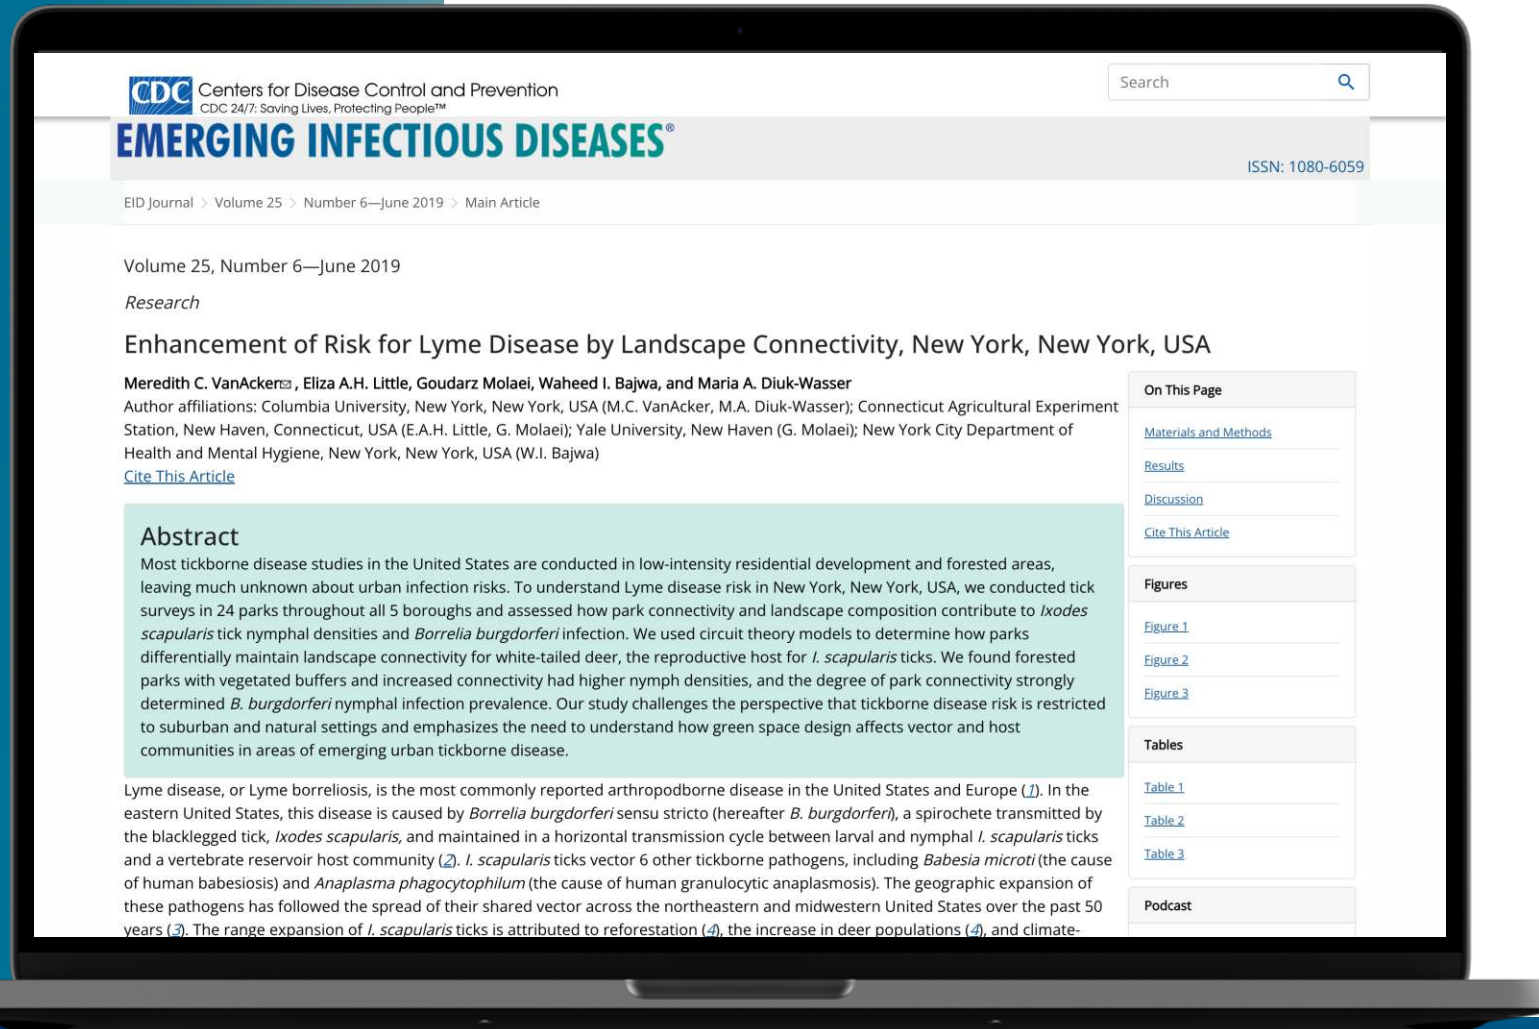 CDC Centers for Disease Control and Prevention
CDC 24/7: Saving Lives, Protecting People™
Search
EMERGING INFECTIOUS DISEASES®
ISSN: 1080-6059
EID Journal > Volume 25 > Number 6—June 2019 > Main Article
Volume 25, Number 6—June 2019
Research
Enhancement of Risk for Lyme Disease by Landscape Connectivity, New York, New York, USA
Meredith C. VanAcker, Eliza A.H. Little, Goudarz Molaei, Waheed I. Bajwa, and Maria A. Diuk-Wasser
Author affiliations: Columbia University, New York, New York, USA (M.C. VanAcker, M.A. Diuk-Wasser); Connecticut Agricultural Experiment
Station, New Haven, Connecticut, USA (E.A.H. Little, G. Molaei); Yale University, New Haven (G. Molaei); New York City Department of
Health and Mental Hygiene, New York, New York, USA (W.I. Bajwa)
Cite This Article
Abstract
Most tickborne disease studies in the United States are conducted in low-intensity residential development and forested areas,
leaving much unknown about urban infection risks. To understand Lyme disease risk in New York, New York, USA, we conducted tick
surveys in 24 parks throughout all 5 boroughs and assessed how park connectivity and landscape composition contribute to Ixodes
scapularis tick nymphal densities and Borrelia burgdorferi infection. We used circuit theory models to determine how parks
differentially maintain landscape connectivity for white-tailed deer, the reproductive host for I. scapularis ticks. We found forested
parks with vegetated buffers and increased connectivity had higher nymph densities, and the degree of park connectivity strongly
determined B. burgdorferi nymphal infection prevalence. Our study challenges the perspective that tickborne disease risk is restricted
to suburban and natural settings and emphasizes the need to understand how green space design affects vector and host
communities in areas of emerging urban tickborne disease.
Lyme disease, or Lyme borreliosis, is the most commonly reported arthropodborne disease in the United States and Europe (1). In the
eastern United States, this disease is caused by Borrelia burgdorferi sensu stricto (hereafter B. burgdorferi), a spirochete transmitted by
the blacklegged tick, Ixodes scapularis, and maintained in a horizontal transmission cycle between larval and nymphal I. scapularis ticks
and a vertebrate reservoir host community (2). I. scapularis ticks vector 6 other tickborne pathogens, including Babesia microti (the cause
of human babesiosis) and Anaplasma phagocytophilum (the cause of human granulocytic anaplasmosis). The geographic expansion of
these pathogens has followed the spread of their shared vector across the northeastern and midwestern United States over the past 50
years (3). The range expansion of I. scapularis ticks is attributed to reforestation (4), the increase in deer populations (4), and climate-
On This Page
Materials and Methods
Results
Discussion
Cite This Article
Figures
Figure 1
Figure 2
Figure 3
Tables
Table 1
Table 2
Table 3
Podcast